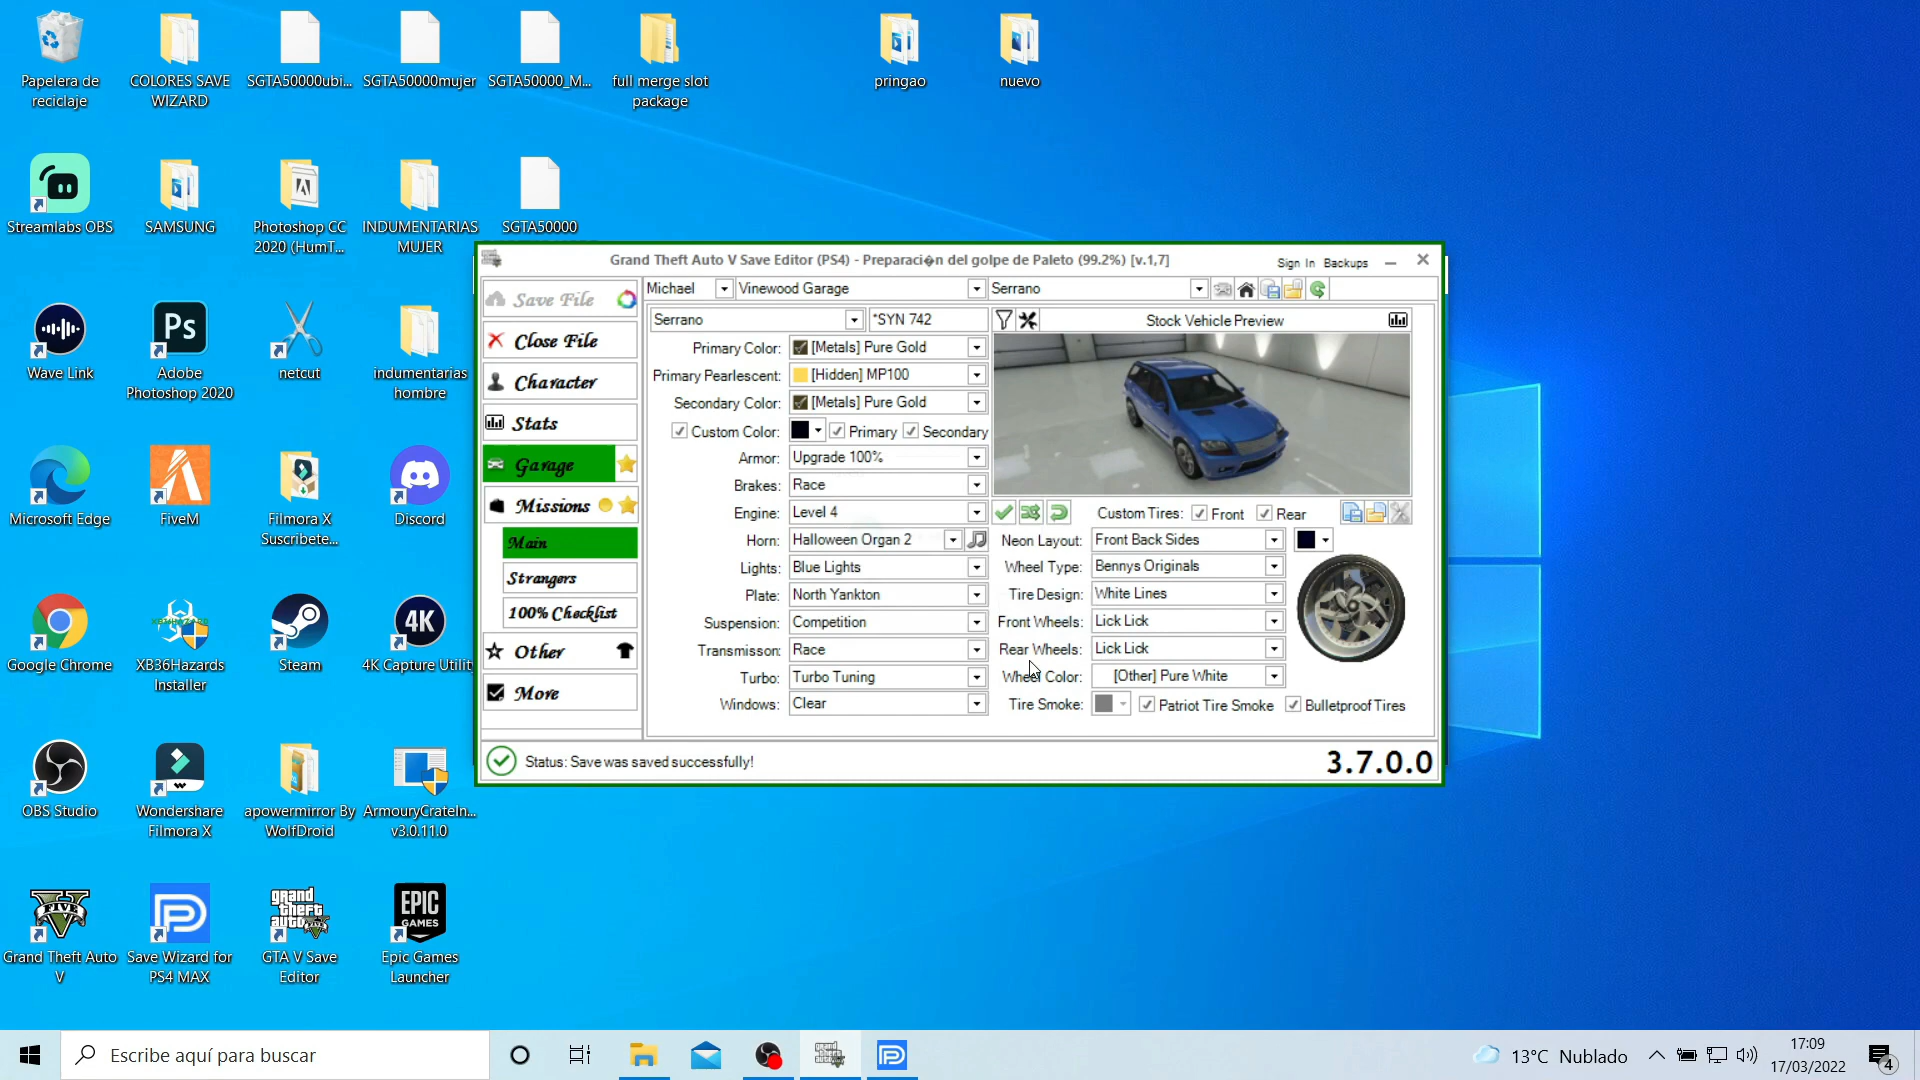 Papelera de
reciclaje
COLORES SAVE
WIZARD
SGTA50000ubi...
SGTA50000mujer
SGTA50000_M...
full merge slot
package
pringao
nuevo
Streamlabs OBS
SAMSUNG
Photoshop CC
2020 (HumT...
INDUMENTARIAS
MUJER
SGTA50000
Wave Link
Ps
Adobe
Photoshop 2020
netcut
indumentarias
hombre
Microsoft Edge
FiveM
Filmora X
Suscribete...
Discord
Google Chrome
XB36Hazards
Installer
Steam
4K
4K Capture Utility
OBS Studio
Wondershare
Filmora X
apowermirror By
WolfDroid
ArmouryCrateIn...
v3.0.11.0
FIVE
Grand Theft Auto
V
Save Wizard for
PS4 MAX
grand
theft
auto
GTA V Save
Editor
EPIC
GAMES
Epic Games
Launcher
Grand Theft Auto V Save Editor (PS4) - Preparaci�n del golpe de Paleto (99.2%) [v.1,7]
Sign In
Backups
Save File
Close File
Character
Stats
Garage
Missions
Main
Strangers
100% Checklist
Other
More
Michael
Vinewood Garage
Serrano
Serrano
*SYN 742
Primary Color: [Metals] Pure Gold
Primary Pearlescent: [Hidden] MP100
Secondary Color: [Metals] Pure Gold
Custom Color: Primary Secondary
Armor: Upgrade 100%
Brakes: Race
Engine: Level 4
Horn: Halloween Organ 2
Lights: Blue Lights
Plate: North Yankton
Suspension: Competition
Transmisson: Race
Turbo: Turbo Tuning
Windows: Clear
Stock Vehicle Preview
Custom Tires: Front Rear
Neon Layout: Front Back Sides
Wheel Type: Bennys Originals
Tire Design: White Lines
Front Wheels: Lick Lick
Rear Wheels: Lick Lick
Wheel Color: [Other] Pure White
Tire Smoke: Patriot Tire Smoke Bulletproof Tires
Status: Save was saved successfully!
3.7.0.0
Escribe aquí para buscar
13°C Nublado
17:09
17/03/2022
4